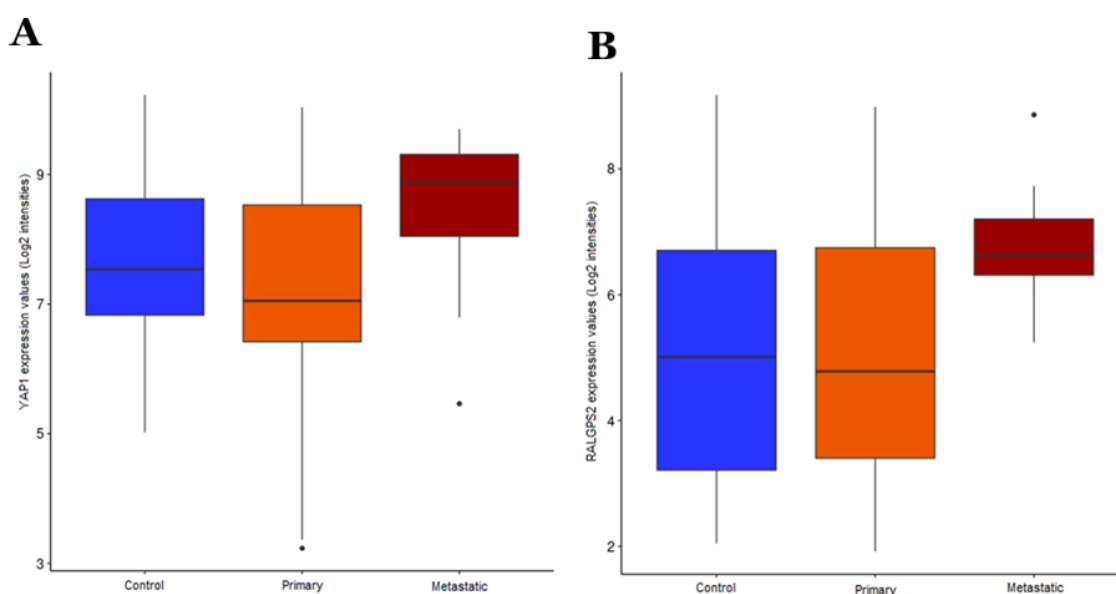 A
YAP1 expression values (Log2 intensities)
9
7
5
3
Control Primary Metastatic
B
RALGPS2 expression values (Log2 intensities)
8
6
4
2
Control Primary Metastatic